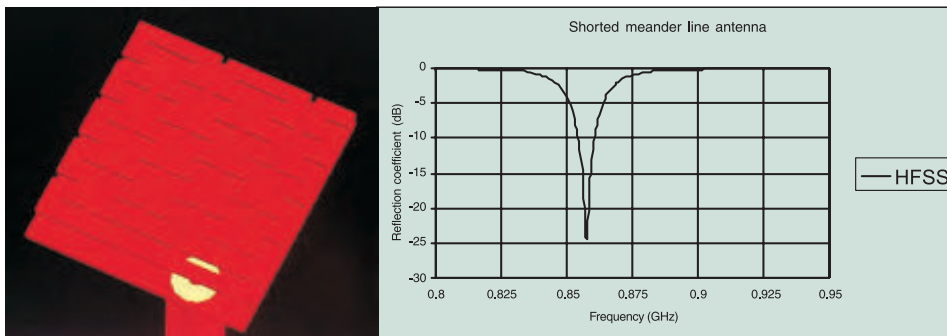 Shorted meander line antenna
Reflection coefficient (dB)
0
-5
-10
-15
-20
-25
-30
0.8 0.825 0.85 0.875 0.9 0.925 0.95
Frequency (GHz)
HFSS